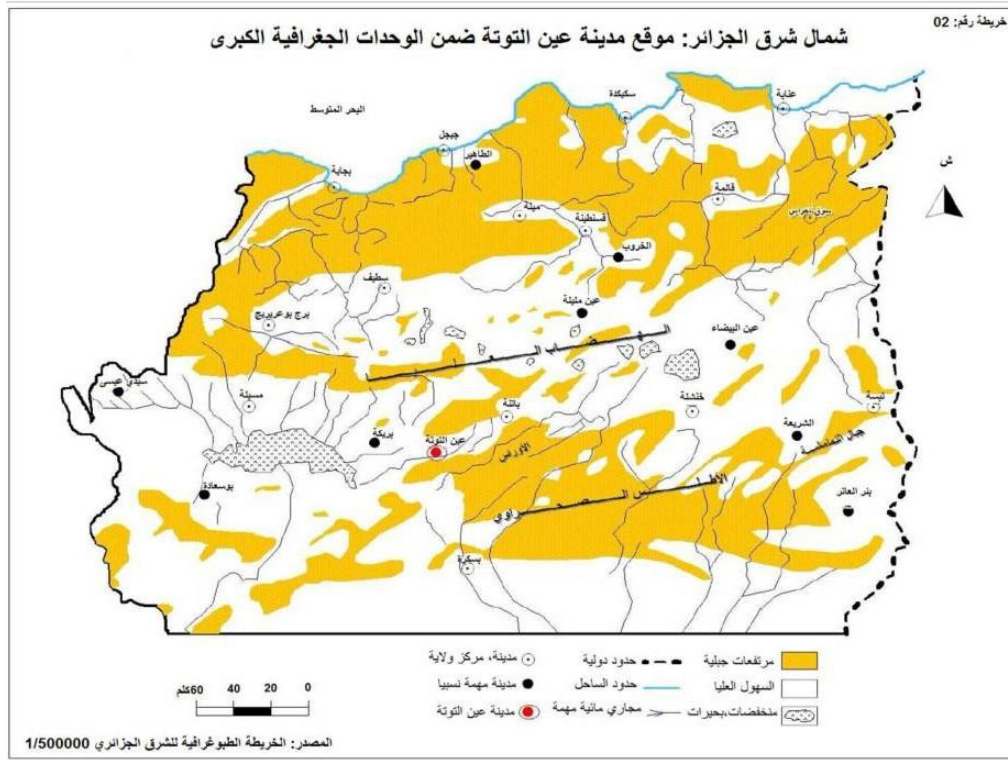 خريطة رقم: 02
شمال شرق الجزائر: موقع مدينة عين التوتة ضمن الوحدات الجغرافية الكبرى
البحر المتوسط
عنابة
سكيكدة
جيجل
الطاهير
بجاية
ش
قالمة
ميلة
سوق أهراس
قسنطينة
الخروب
سطيف
عين مليلة
برج بوعريريج
عين البيضاء
الهضاب العليا
سيدي عيسى
مسيلة
باتنة
خنشلة
تبسة
بريكة
عين التوتة
الشريعة
جبال النمامشة
الأوراس
الأطلس الصحراوي
بوسعادة
بئر العاتر
بسكرة
مرتفعات جبلية
حدود دولية
مدينة، مركز ولاية
السهول العليا
حدود الساحل
مدينة مهمة نسبيا
منخفضات،بحيرات
مجاري مائية مهمة
مدينة عين التوتة
0 20 40 60كلم
المصدر: الخريطة الطبوغرافية للشرق الجزائري 1/500000